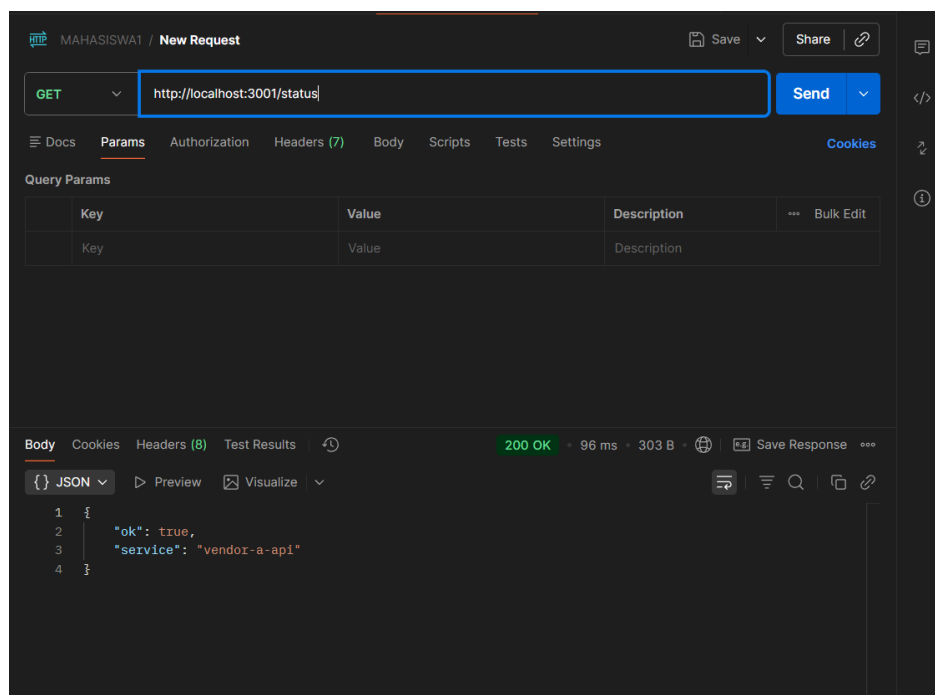 HTTP MAHASISWA1 / New Request Save Share
GET http://localhost:3001/status Send
Docs Params Authorization Headers (7) Body Scripts Tests Settings Cookies
Query Params
Key Value Description Bulk Edit
Key Value Description
Body Cookies Headers (8) Test Results 200 OK 96 ms 303 B e.g. Save Response
{} JSON Preview Visualize
1 {
2 "ok": true,
3 "service": "vendor-a-api"
4 }